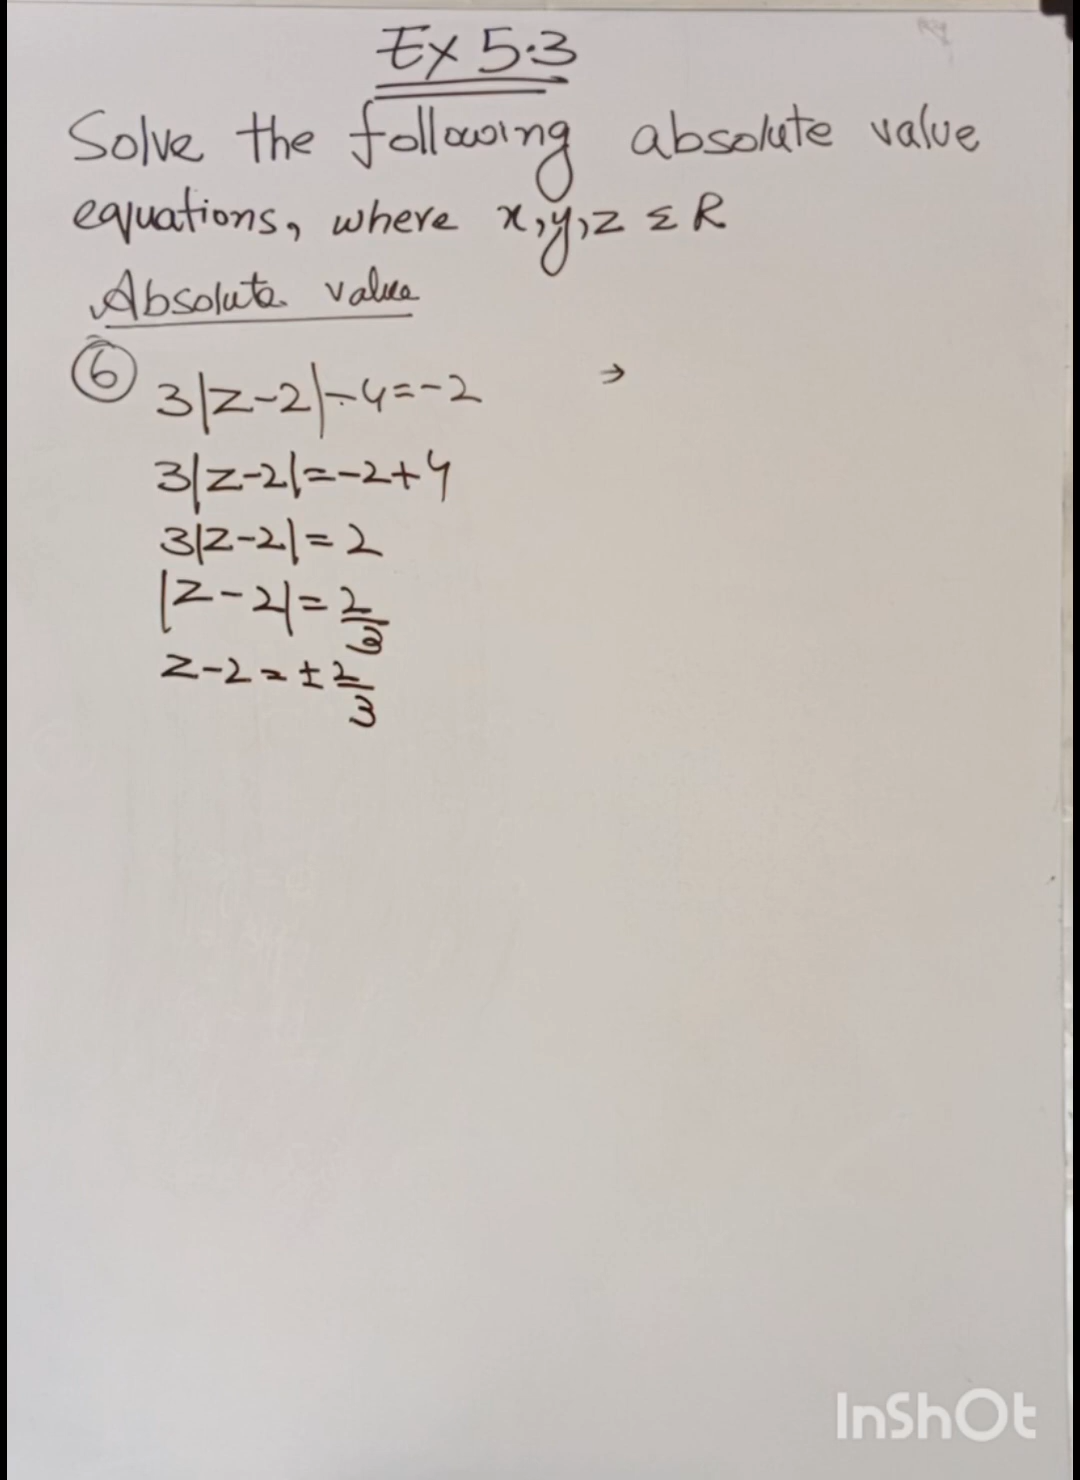 Ex 5.3
Solve the following absolute value
equations, where x,y,z Σ R
Absolute value
6 3|z-2|-4=-2 →
3|z-2|=-2+4
3|z-2|=2
|z-2|=2/3
z-2=±2/3
InShOt